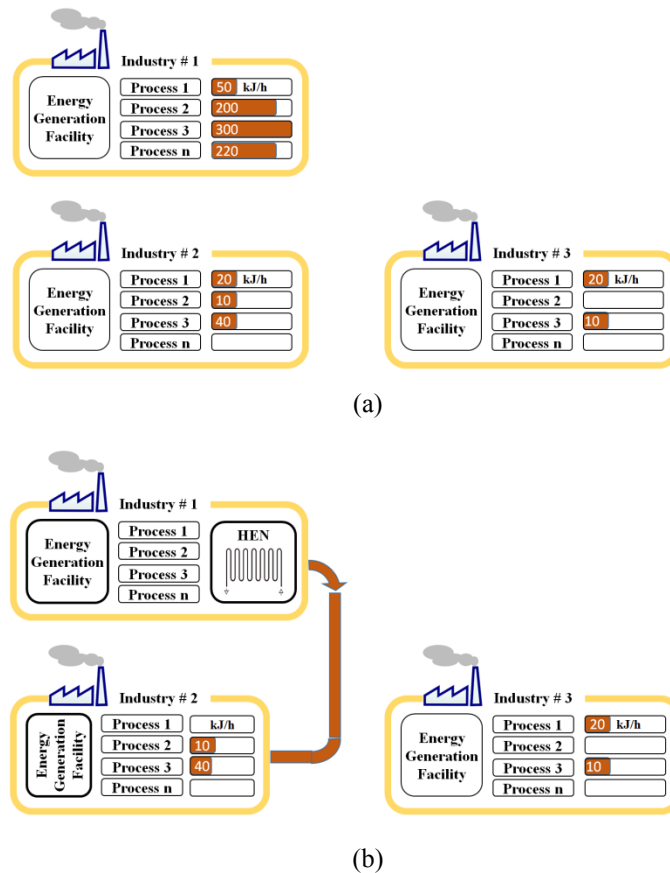 Industry # 1
Energy Generation Facility
Process 1 50 kJ/h
Process 2 200
Process 3 300
Process n 220
Industry # 2
Energy Generation Facility
Process 1 20 kJ/h
Process 2 10
Process 3 40
Process n
Industry # 3
Energy Generation Facility
Process 1 20 kJ/h
Process 2
Process 3 10
Process n
(a)
Industry # 1
Energy Generation Facility
Process 1
Process 2
Process 3
Process n
HEN
Industry # 2
Energy Generation Facility
Process 1 kJ/h
Process 2 10
Process 3 40
Process n
Industry # 3
Energy Generation Facility
Process 1 20 kJ/h
Process 2
Process 3 10
Process n
(b)